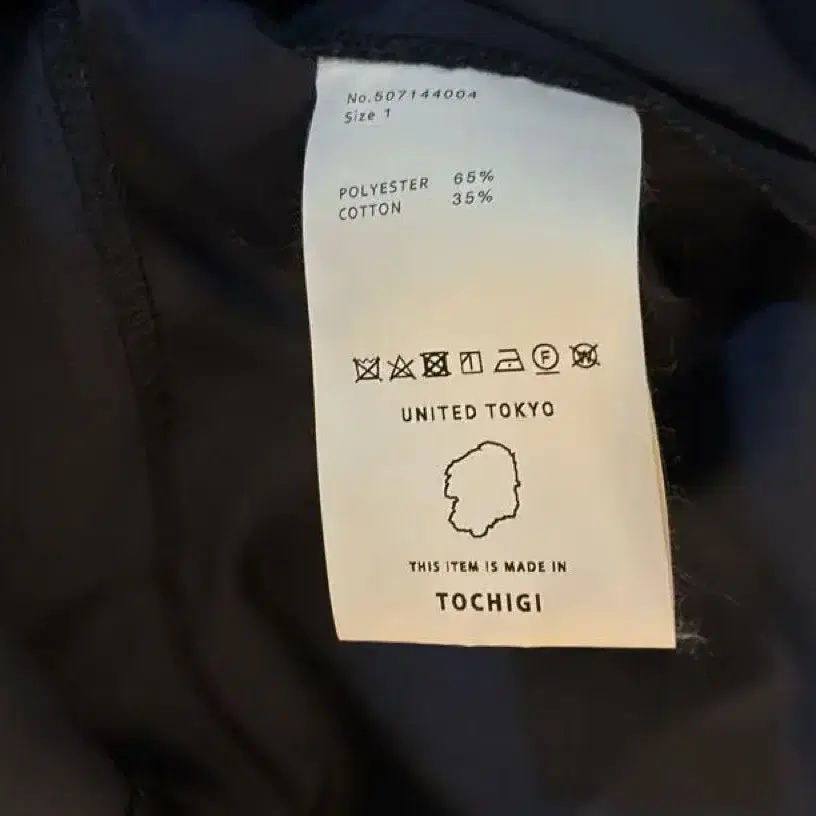 No.507144004
Size 1
POLYESTER 65%
COTTON 35%
F W
UNITED TOKYO
THIS ITEM IS MADE IN
TOCHIGI